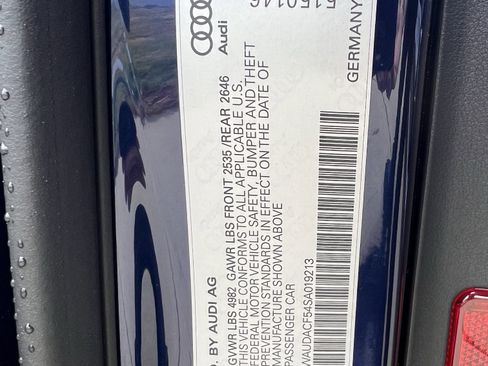 . BY AUDI AG
Audi
GVWR LBS 4982 GAWR LBS FRONT 2535 /REAR 2646
THIS VEHICLE CONFORMS TO ALL APPLICABLE U.S.
FEDERAL MOTOR VEHICLE SAFETY, BUMPER AND THEFT
PREVENTION STANDARDS IN EFFECT ON THE DATE OF
MANUFACTURE SHOWN ABOVE
PASSENGER CAR
WAUDACF54SA019213
GERMANY